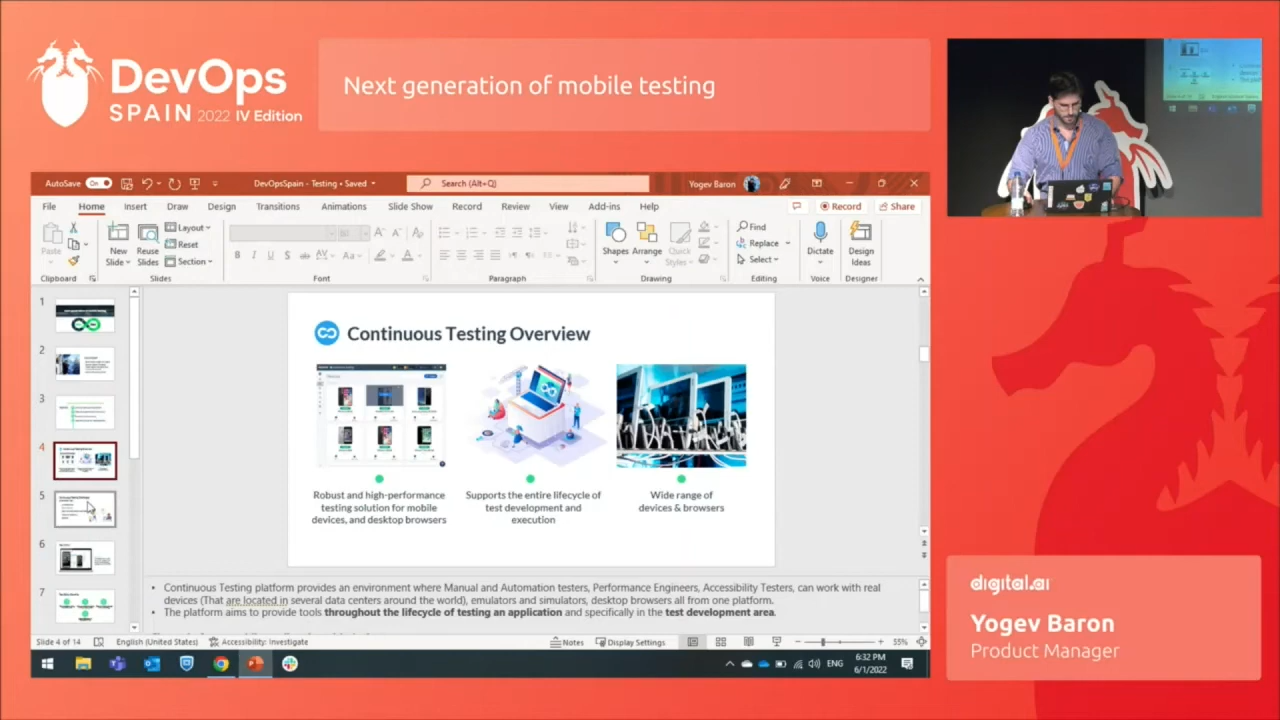 DevOps
SPAIN 2022 IV Edition
Next generation of mobile testing
AutoSave On
DevOpsSpain - Testing • Saved
Search (Alt+Q)
Yogev Baron
File Home Insert Draw Design Transitions Animations Slide Show Record Review View Add-ins Help
Record
Share
Paste
New Slide
Reuse Slides
Layout
Reset
Section
Shapes
Arrange
Quick Styles
Find
Replace
Select
Dictate
Design Ideas
Clipboard Slides Font Paragraph Drawing Editing Voice Designer
1
2
3
4
5
6
7
Continuous Testing Overview
Robust and high-performance
testing solution for mobile
devices, and desktop browsers
Supports the entire lifecycle of
test development and
execution
Wide range of
devices & browsers
• Continuous Testing platform provides an environment where Manual and Automation testers, Performance Engineers, Accessibility Testers, can work with real
devices (That are located in several data centers around the world), emulators and simulators, desktop browsers all from one platform.
• The platform aims to provide tools throughout the lifecycle of testing an application and specifically in the test development area.
Slide 4 of 14
English (United States)
Accessibility: Investigate
Notes
Display Settings
55%
ENG
6:32 PM
6/1/2022
digital.ai
Yogev Baron
Product Manager